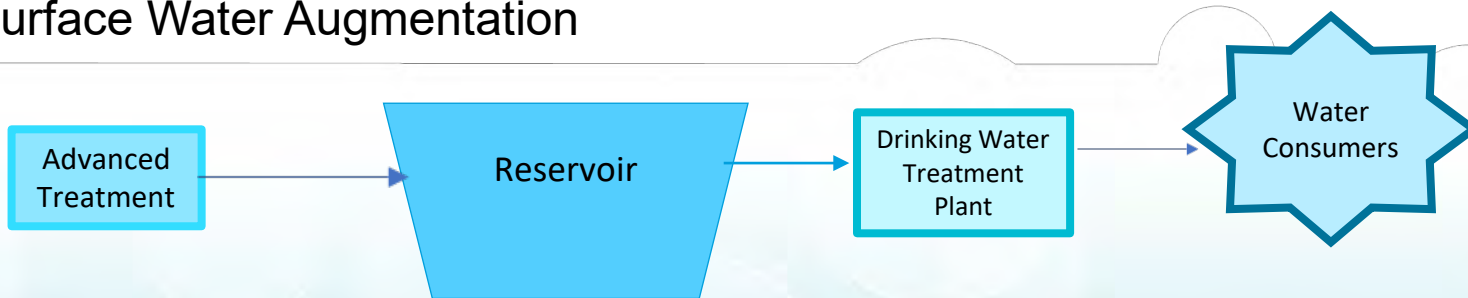 urface Water Augmentation
Advanced
Treatment
Reservoir
Drinking Water
Treatment
Plant
Water
Consumers